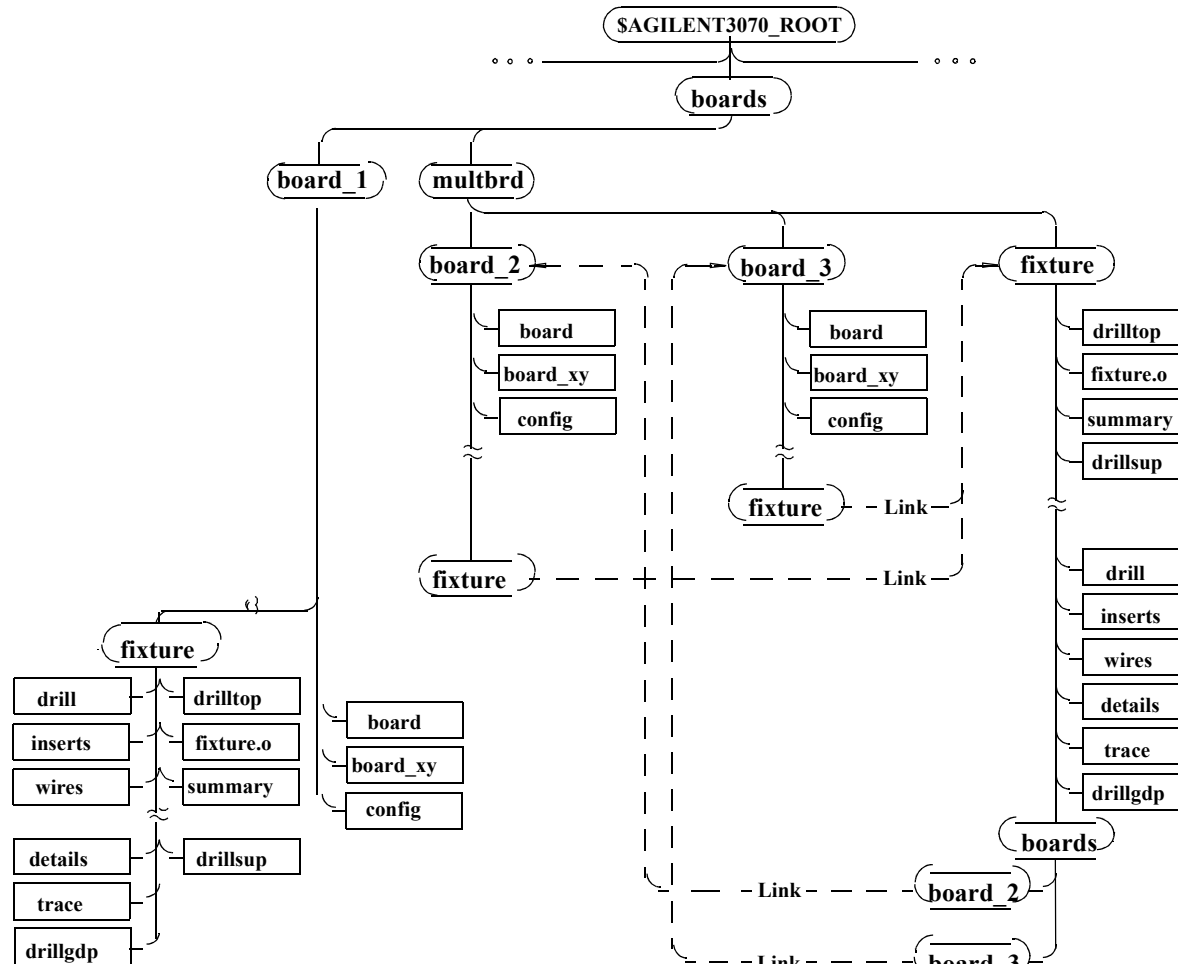 $AGILENT3070_ROOT
boards
board_1
multbrd
board_2
board_3
fixture
board
board_xy
config
fixture
board
board_xy
config
fixture
Link
Link
drilltop
fixture.o
summary
drillsup
drill
inserts
wires
details
trace
drillgdp
boards
board_2
Link
board_3
Link
fixture
drill
drilltop
inserts
fixture.o
wires
summary
details
drillsup
trace
drillgdp
board
board_xy
config